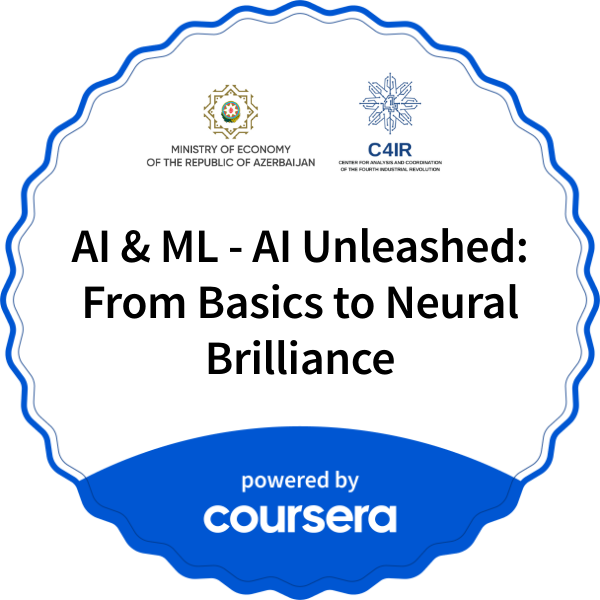 MINISTRY OF ECONOMY
OF THE REPUBLIC OF AZERBAIJAN
C4IR
CENTER FOR ANALYSIS AND COORDINATION
OF THE FOURTH INDUSTRIAL REVOLUTION
AI & ML - AI Unleashed:
From Basics to Neural
Brilliance
powered by
coursera